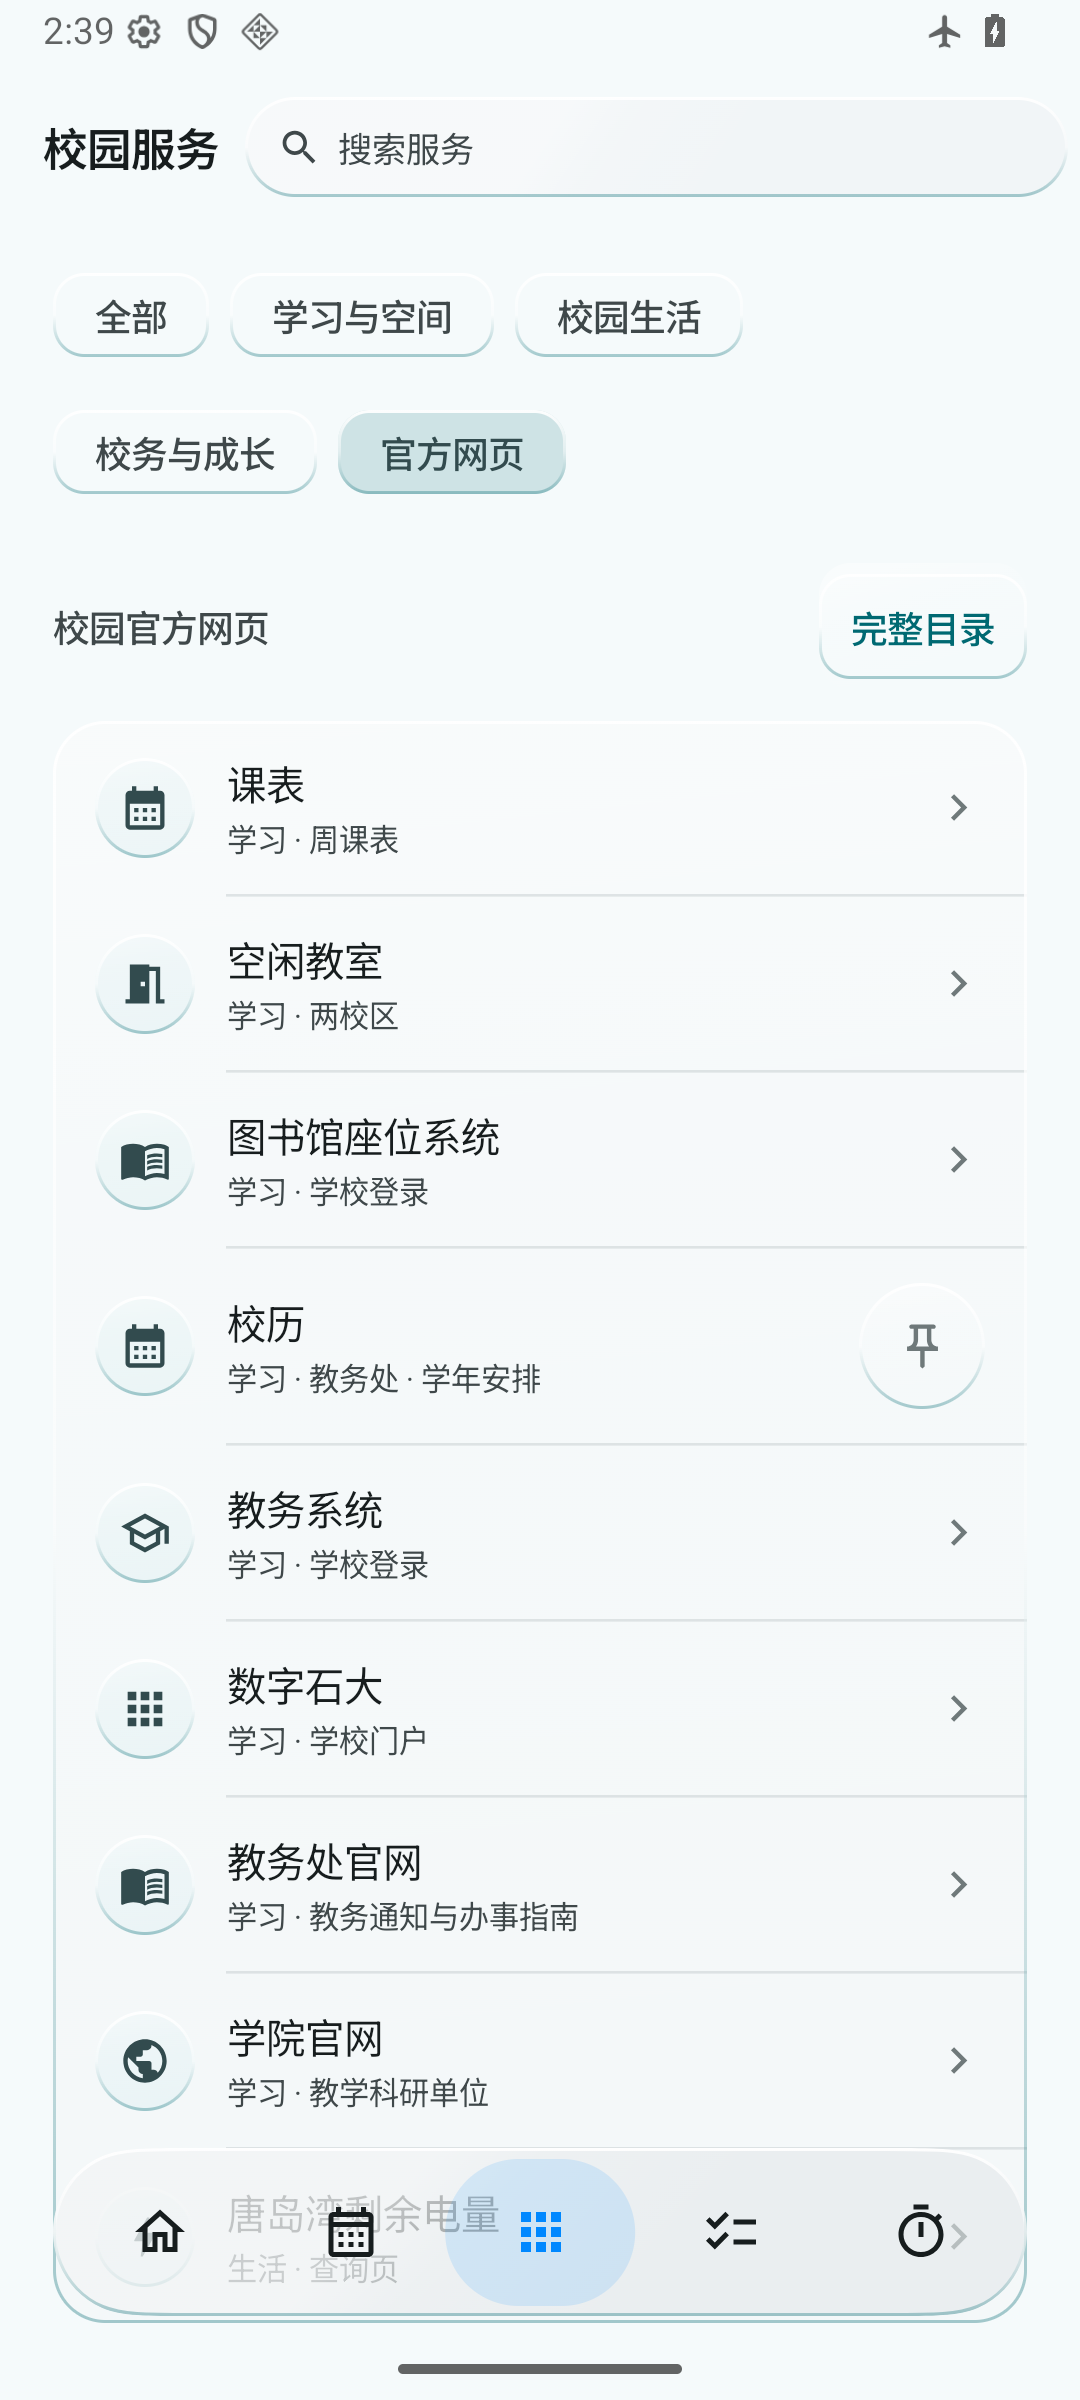 2:39
校园服务
搜索服务
全部
学习与空间
校园生活
校务与成长
官方网页
校园官方网页
完整目录
课表
学习 · 周课表
空闲教室
学习 · 两校区
图书馆座位系统
学习 · 学校登录
校历
学习 · 教务处 · 学年安排
教务系统
学习 · 学校登录
数字石大
学习 · 学校门户
教务处官网
学习 · 教务通知与办事指南
学院官网
学习 · 教学科研单位
唐岛湾剩余电量
生活 · 查询页